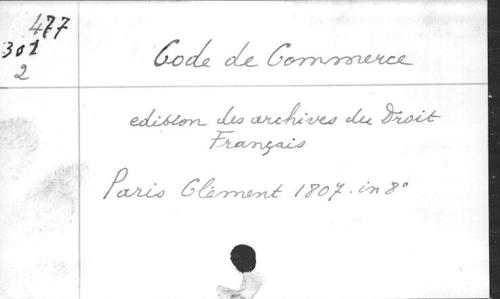 477
301
2
Code de Commerce
edition des archives du Droit
Français
Paris Clément 1807. in 8°